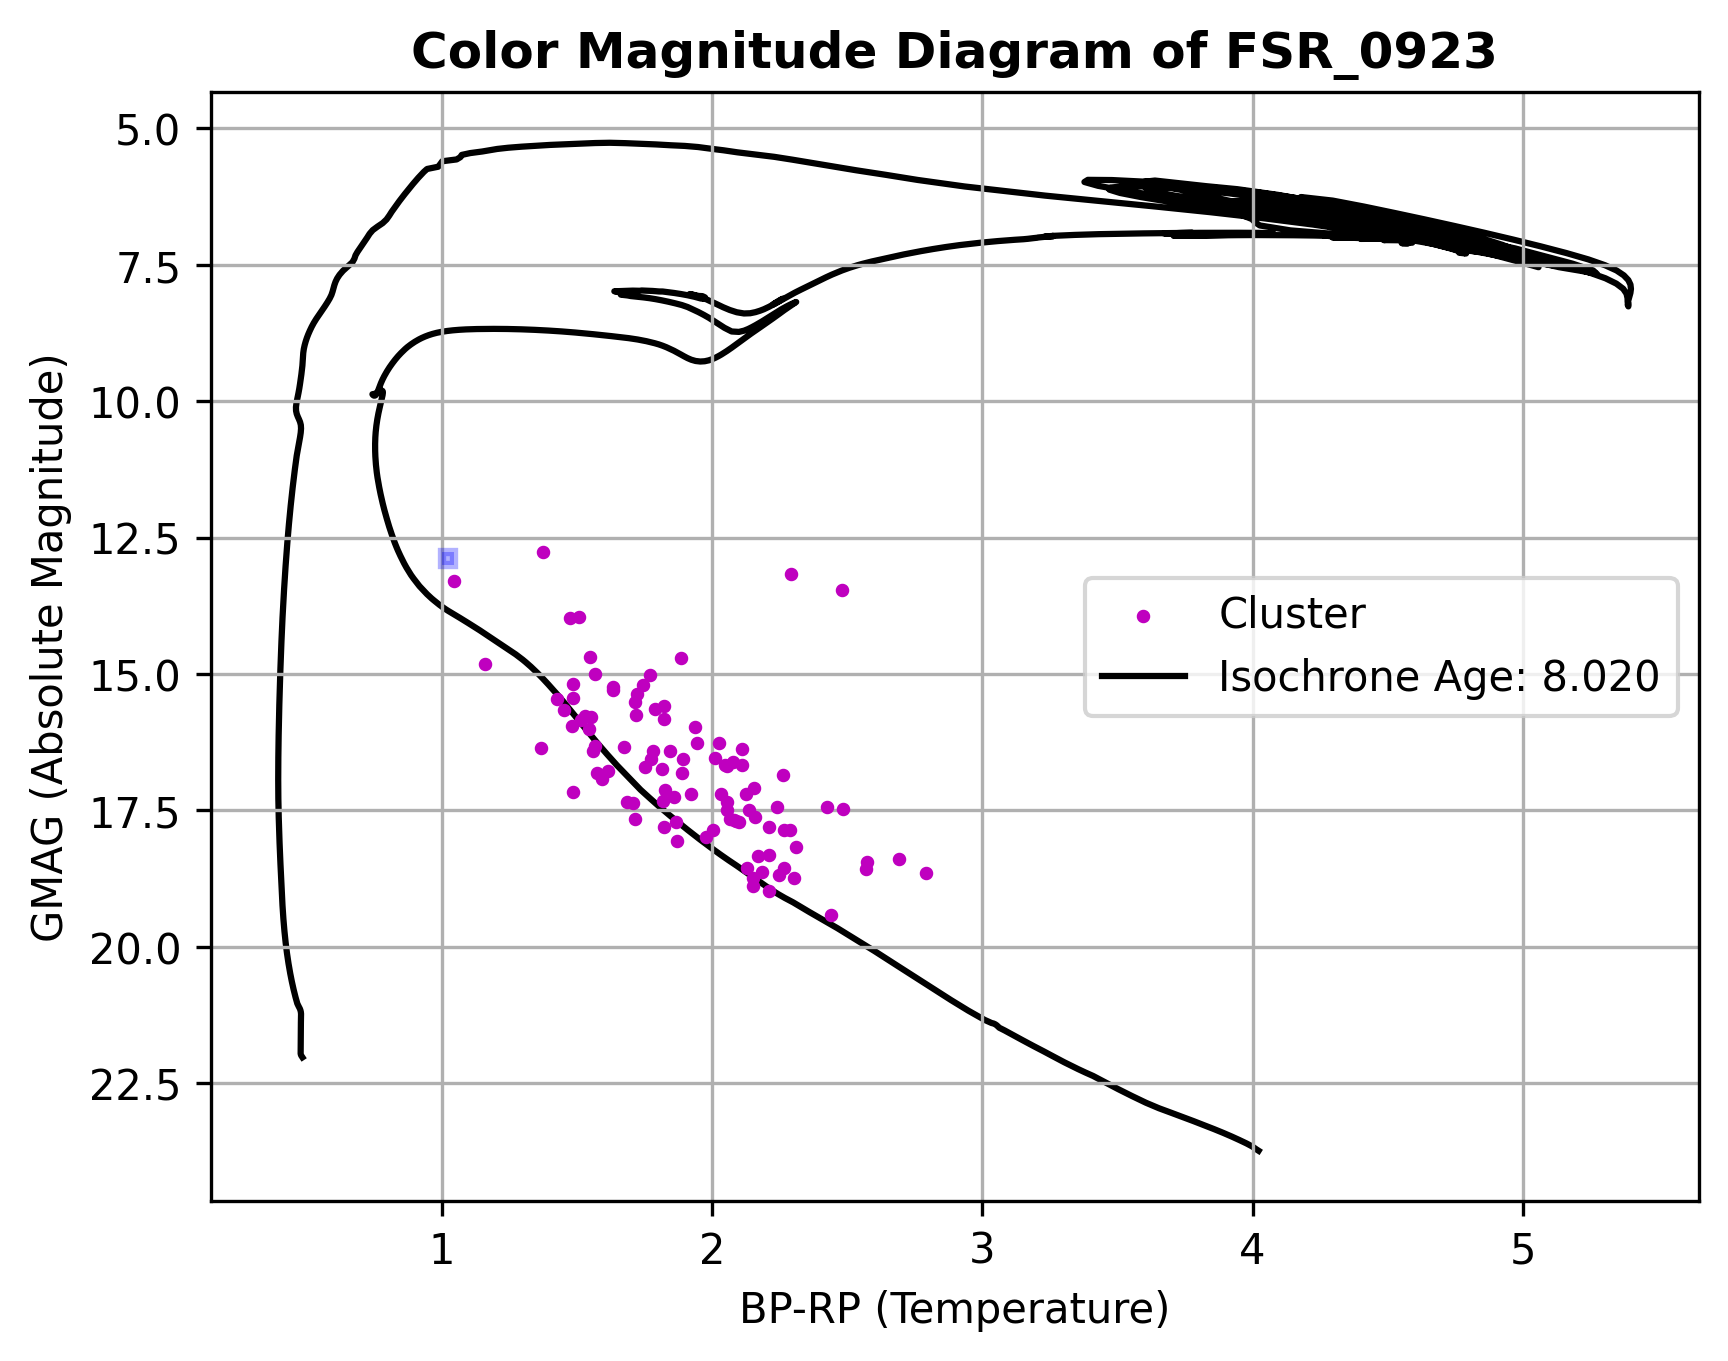 Color Magnitude Diagram of FSR_0923
GMAG (Absolute Magnitude)
5.0
7.5
10.0
12.5
15.0
17.5
20.0
22.5
Cluster
Isochrone Age: 8.020
1 2 3 4 5
BP-RP (Temperature)